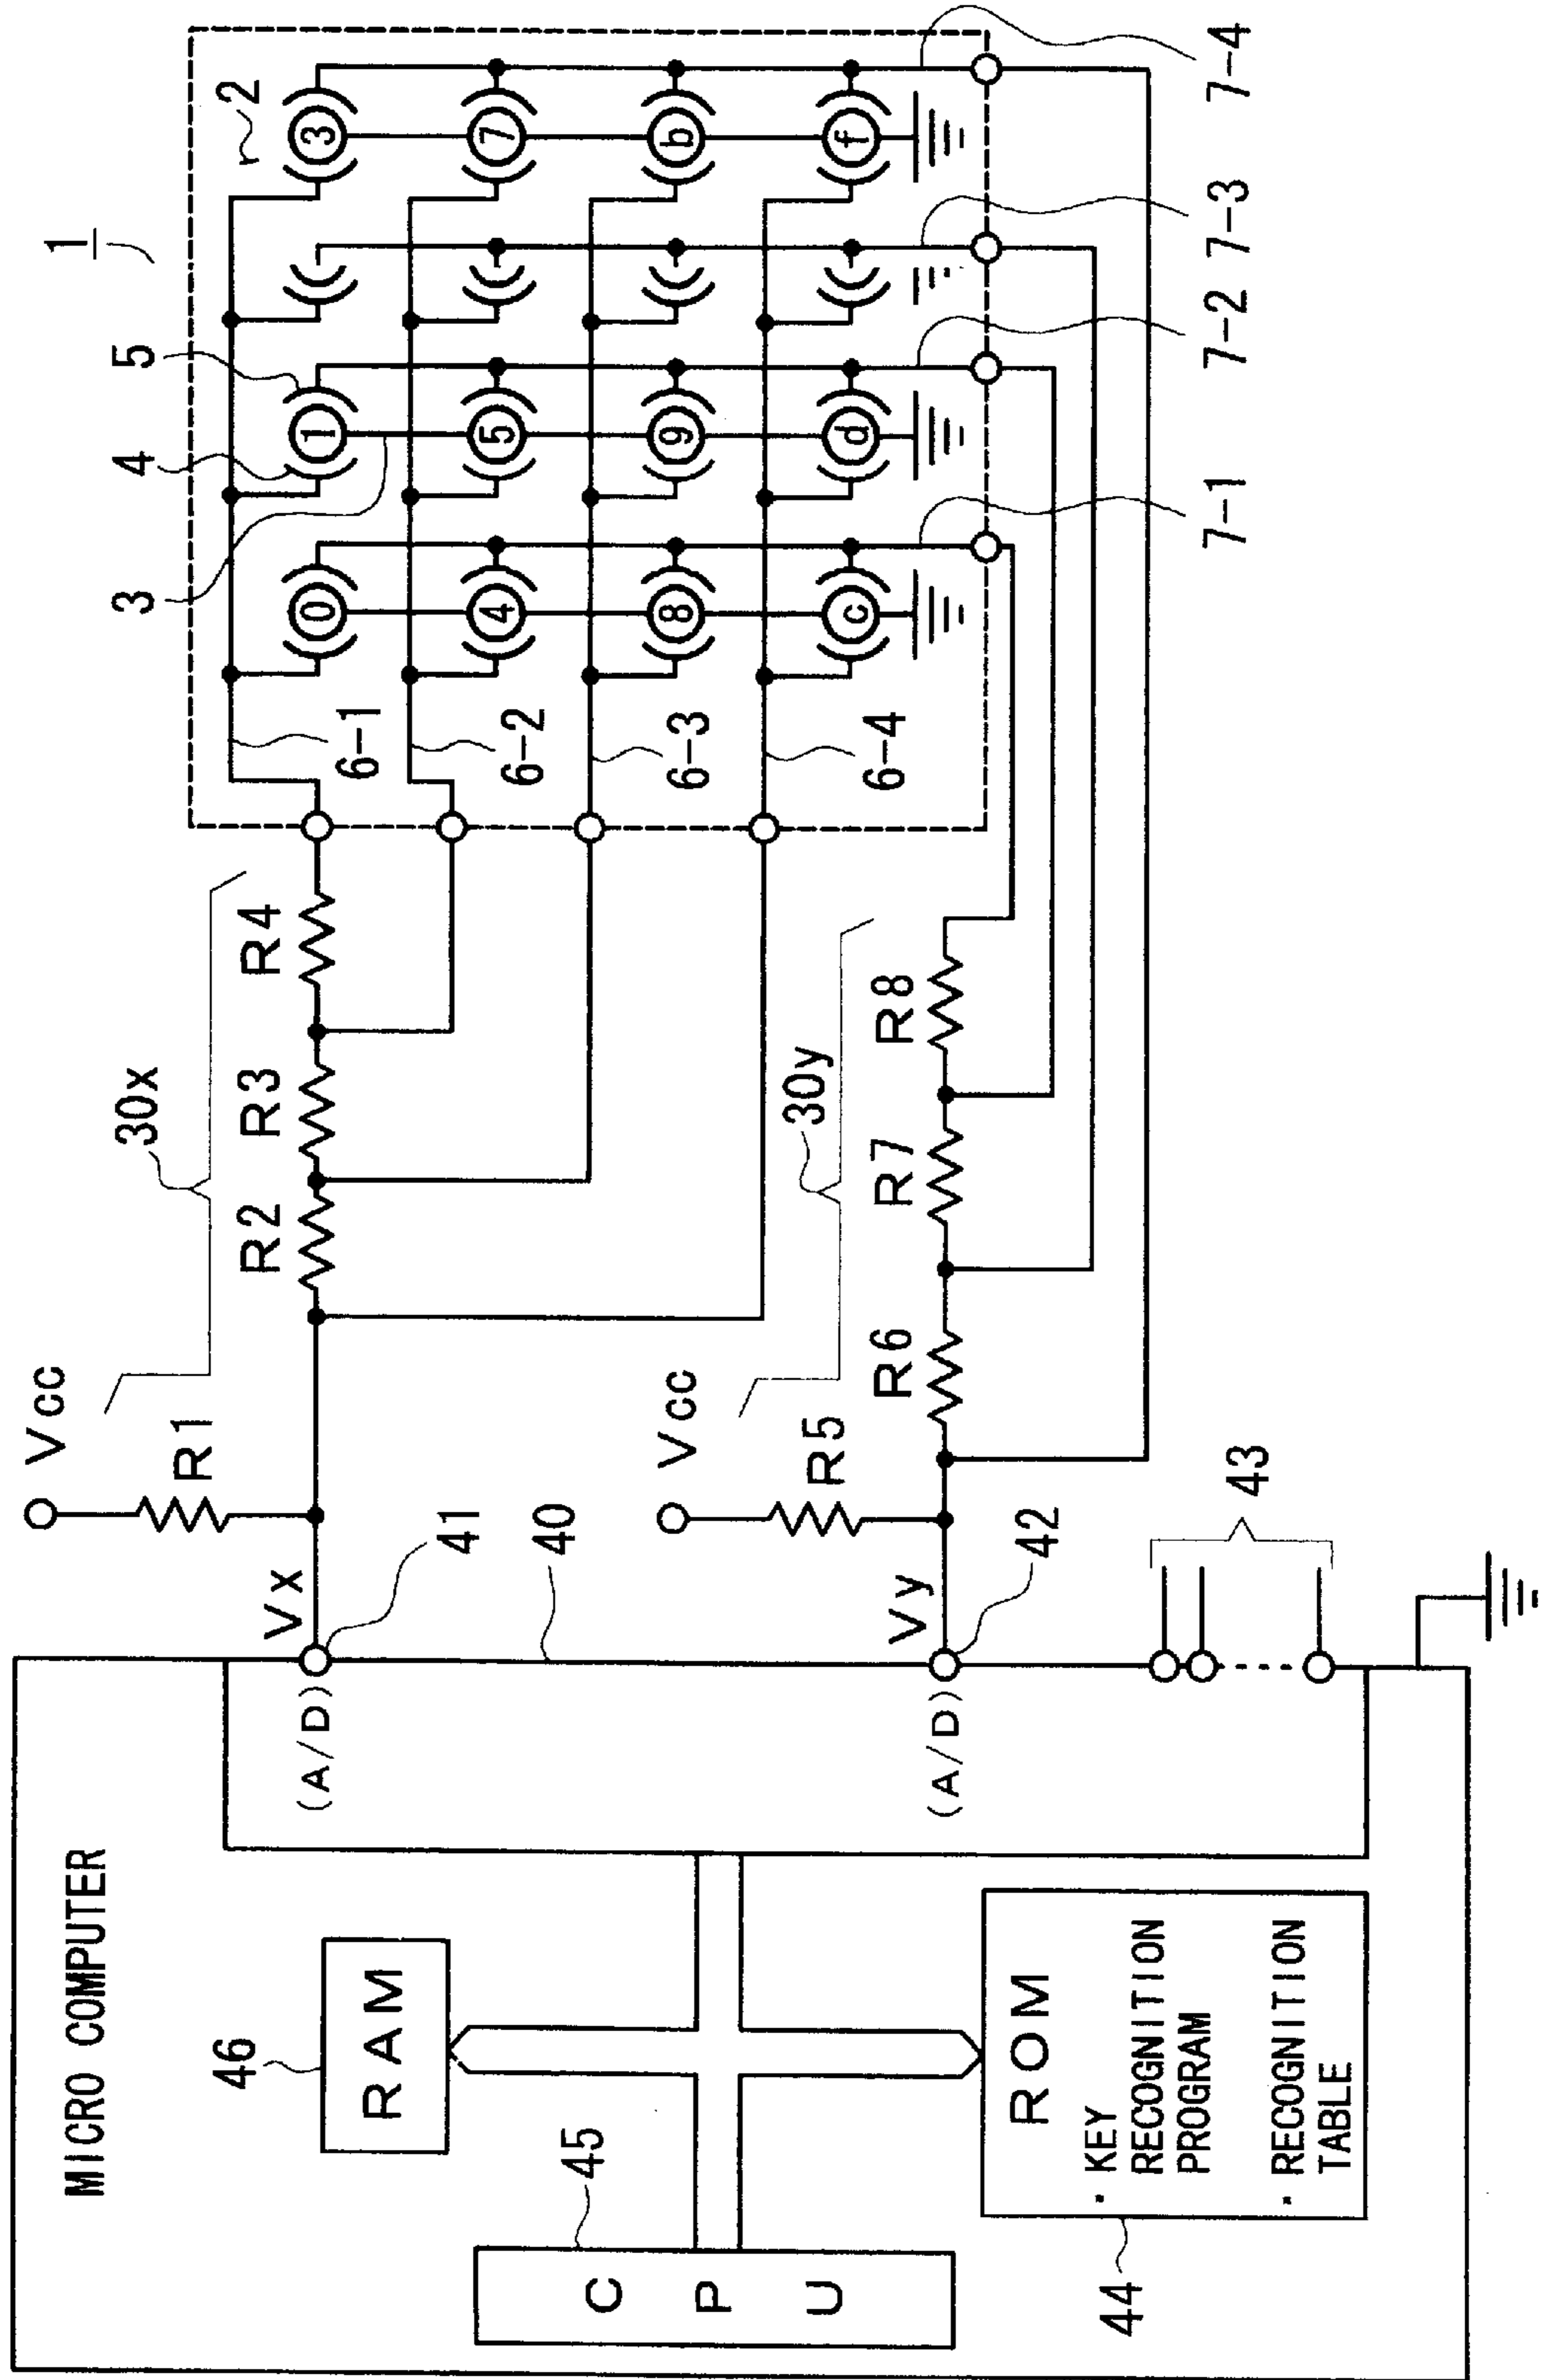 MICRO COMPUTER
46
RAM
45
CPU
44
ROM
· KEY
RECOGNITION
PROGRAM
· RECOGNITION
TABLE
(A/D)
(A/D)
Vx
41
40
Vy
42
43
Vcc
R1
Vcc
R5
30x
R2
R3
R4
30y
R6
R7
R8
1
2
3
4
5
6-1
6-2
6-3
6-4
0
1
3
4
5
7
8
9
b
c
d
f
7-1
7-2
7-3
7-4